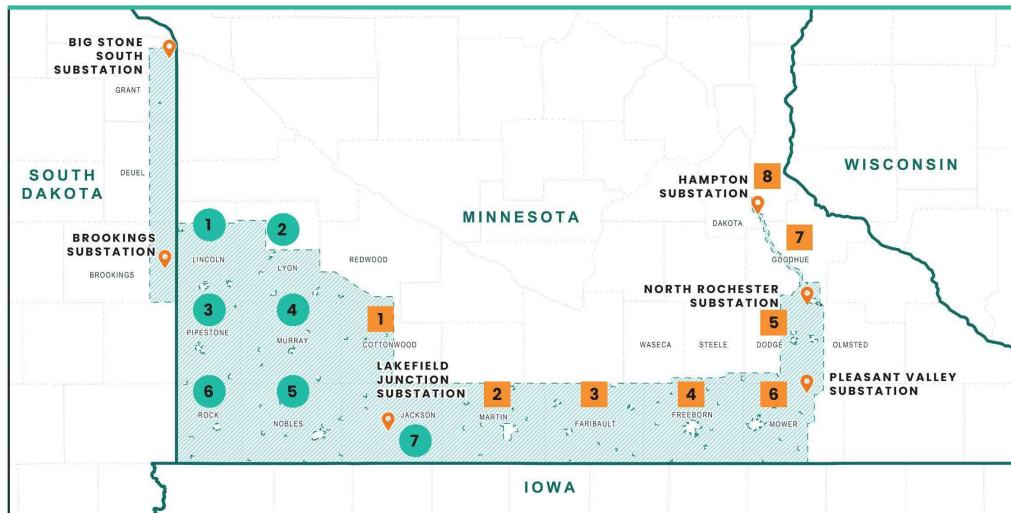 BIG STONE
SOUTH
SUBSTATION
GRANT
SOUTH
DAKOTA
DEUEL
BROOKINGS
SUBSTATION
BROOKINGS
MINNESOTA
WISCONSIN
HAMPTON
SUBSTATION
8
DAKOTA
7
GOODHUE
1
LINCOLN
2
LYON
REDWOOD
NORTH ROCHESTER
SUBSTATION
3
PIPESTONE
4
MURRAY
1
COTTONWOOD
WASECA
STEELE
5
DODGE
OLMSTED
LAKEFIELD
JUNCTION
SUBSTATION
PLEASANT VALLEY
SUBSTATION
6
ROCK
5
NOBLES
JACKSON
7
2
MARTIN
3
FARIBAULT
4
FREEBORN
6
MOWER
IOWA